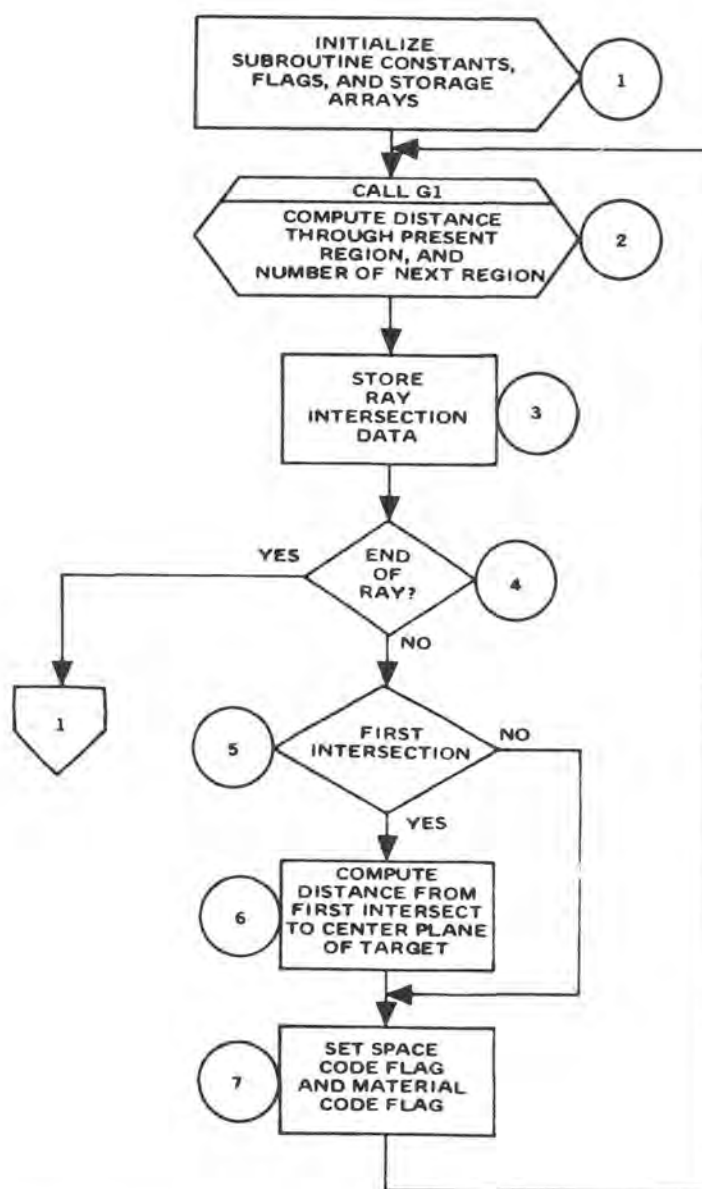 INITIALIZE
SUBROUTINE CONSTANTS,
FLAGS, AND STORAGE
ARRAYS
1
CALL G1
COMPUTE DISTANCE
THROUGH PRESENT
REGION, AND
NUMBER OF NEXT REGION
2
STORE
RAY
INTERSECTION
DATA
3
YES
END
OF
RAY?
4
NO
1
5
FIRST
INTERSECTION
NO
YES
6
COMPUTE
DISTANCE FROM
FIRST INTERSECT
TO CENTER PLANE
OF TARGET
7
SET SPACE
CODE FLAG
AND MATERIAL
CODE FLAG